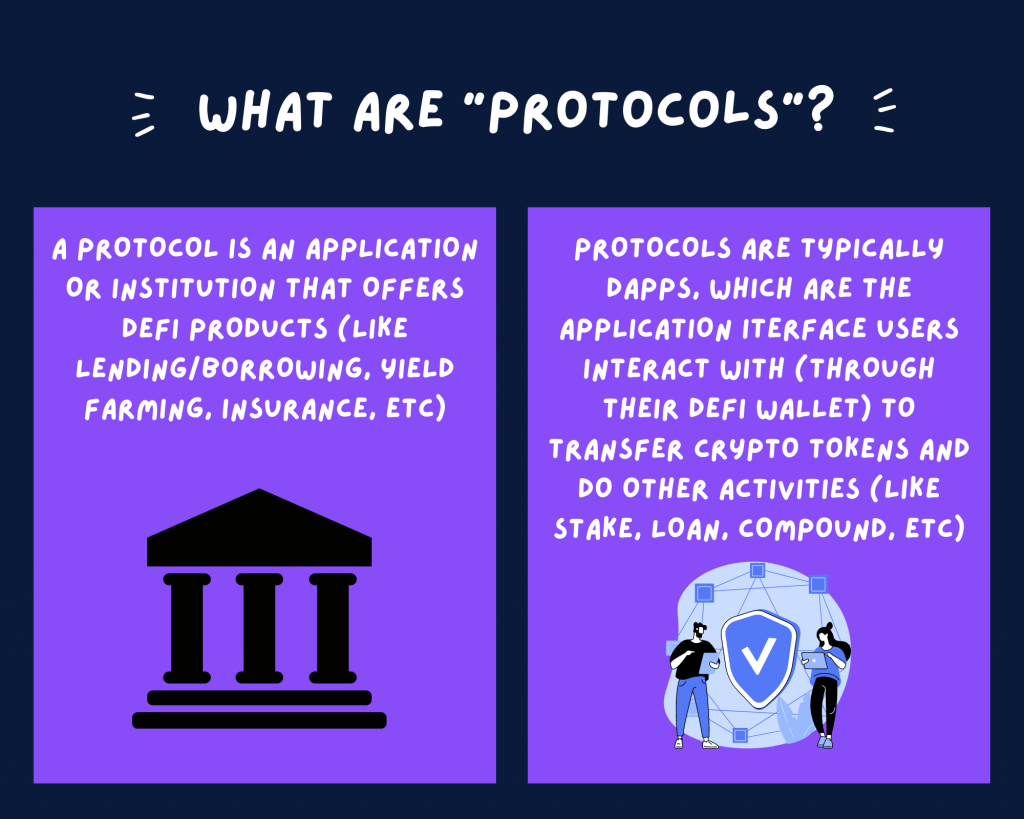 WHAT ARE "PROTOCOLS"?
A PROTOCOL IS AN APPLICATION
OR INSTITUTION THAT OFFERS
DEFI PRODUCTS (LIKE
LENDING/BORROWING, YIELD
FARMING, INSURANCE, ETC)
PROTOCOLS ARE TYPICALLY
DAPPS, WHICH ARE THE
APPLICATION ITERFACE USERS
INTERACT WITH (THROUGH
THEIR DEFI WALLET) TO
TRANSFER CRYPTO TOKENS AND
DO OTHER ACTIVITIES (LIKE
STAKE, LOAN, COMPOUND, ETC)